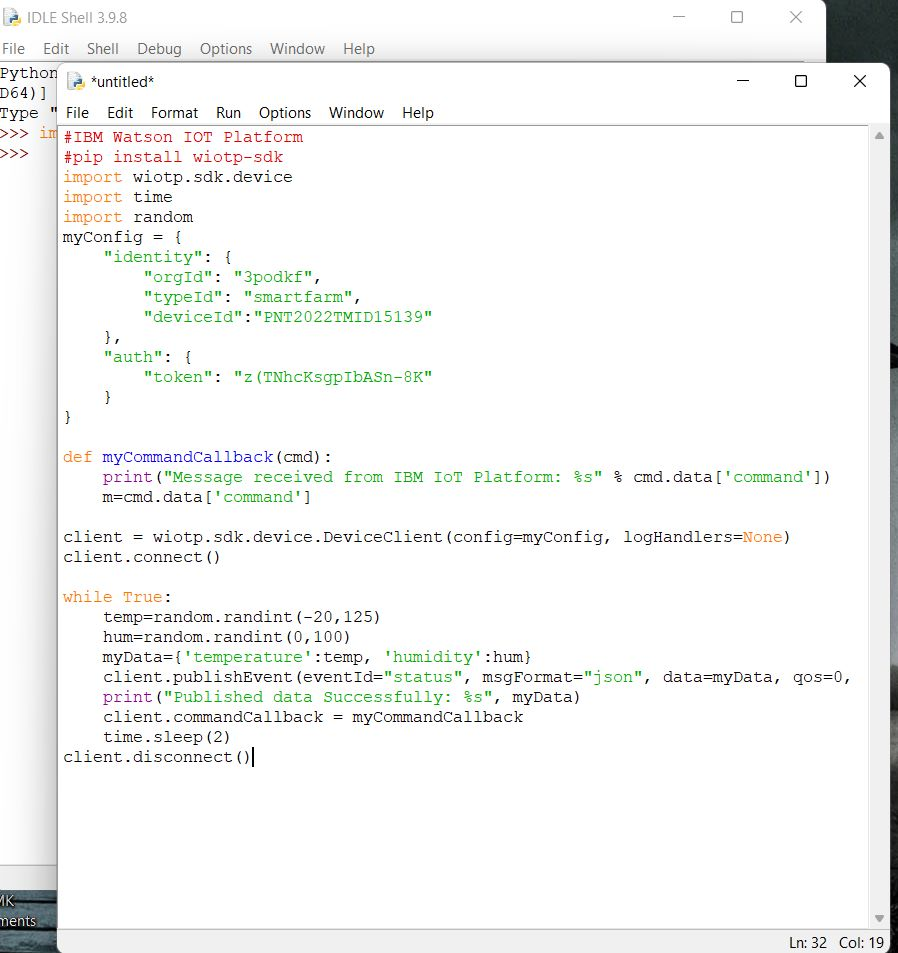 IDLE Shell 3.9.8
File Edit Shell Debug Options Window Help
Python
D64)]
Type "
>>> im
>>>
*untitled*
File Edit Format Run Options Window Help
#IBM Watson IOT Platform
#pip install wiotp-sdk
import wiotp.sdk.device
import time
import random
myConfig = {
    "identity": {
        "orgId": "3podkf",
        "typeId": "smartfarm",
        "deviceId":"PNT2022TMID15139"
    },
    "auth": {
        "token": "z(TNhcKsgpIbASn-8K"
    }
}

def myCommandCallback(cmd):
    print("Message received from IBM IoT Platform: %s" % cmd.data['command'])
    m=cmd.data['command']

client = wiotp.sdk.device.DeviceClient(config=myConfig, logHandlers=None)
client.connect()

while True:
    temp=random.randint(-20,125)
    hum=random.randint(0,100)
    myData={'temperature':temp, 'humidity':hum}
    client.publishEvent(eventId="status", msgFormat="json", data=myData, qos=0,
    print("Published data Successfully: %s", myData)
    client.commandCallback = myCommandCallback
    time.sleep(2)
client.disconnect()
MK
ments
Ln: 32 Col: 19